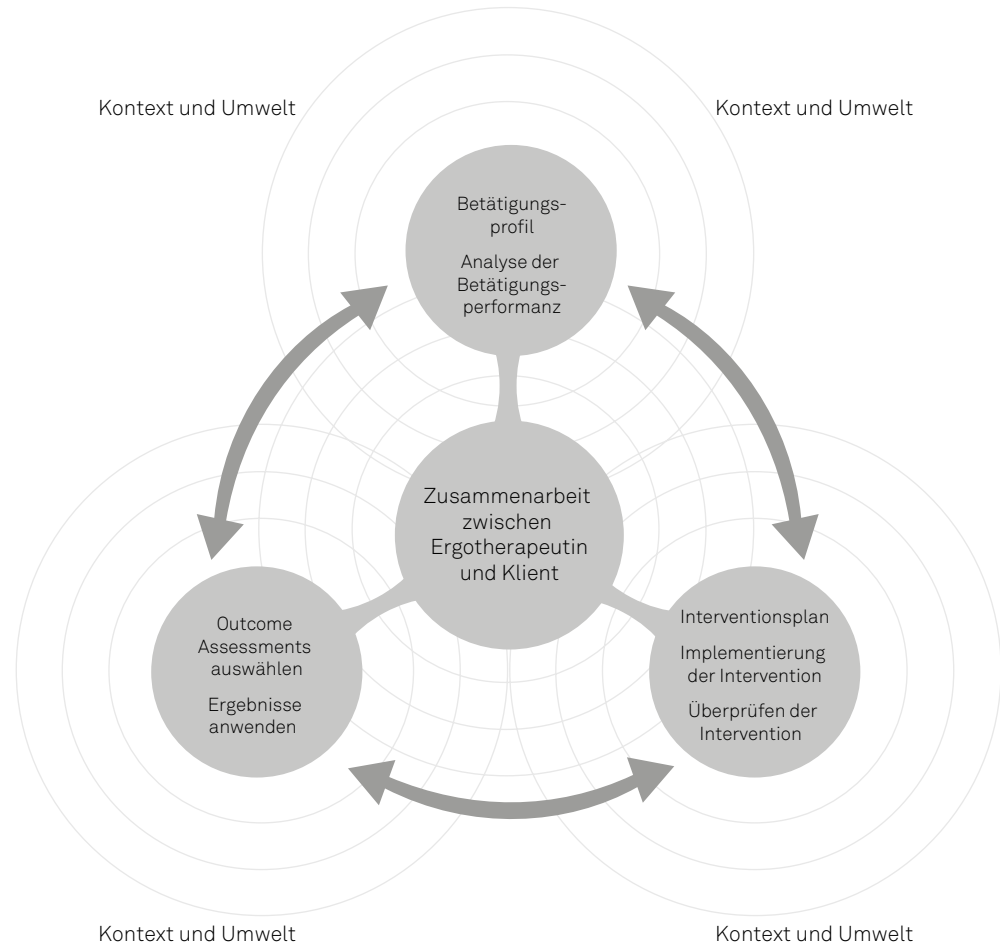 Kontext und Umwelt
Kontext und Umwelt
Betätigungs-
profil
Analyse der
Betätigungs-
performanz
Zusammenarbeit
zwischen
Ergotherapeutin
und Klient
Outcome
Assessments
auswählen
Ergebnisse
anwenden
Interventionsplan
Implementierung
der Intervention
Überprüfen der
Intervention
Kontext und Umwelt
Kontext und Umwelt